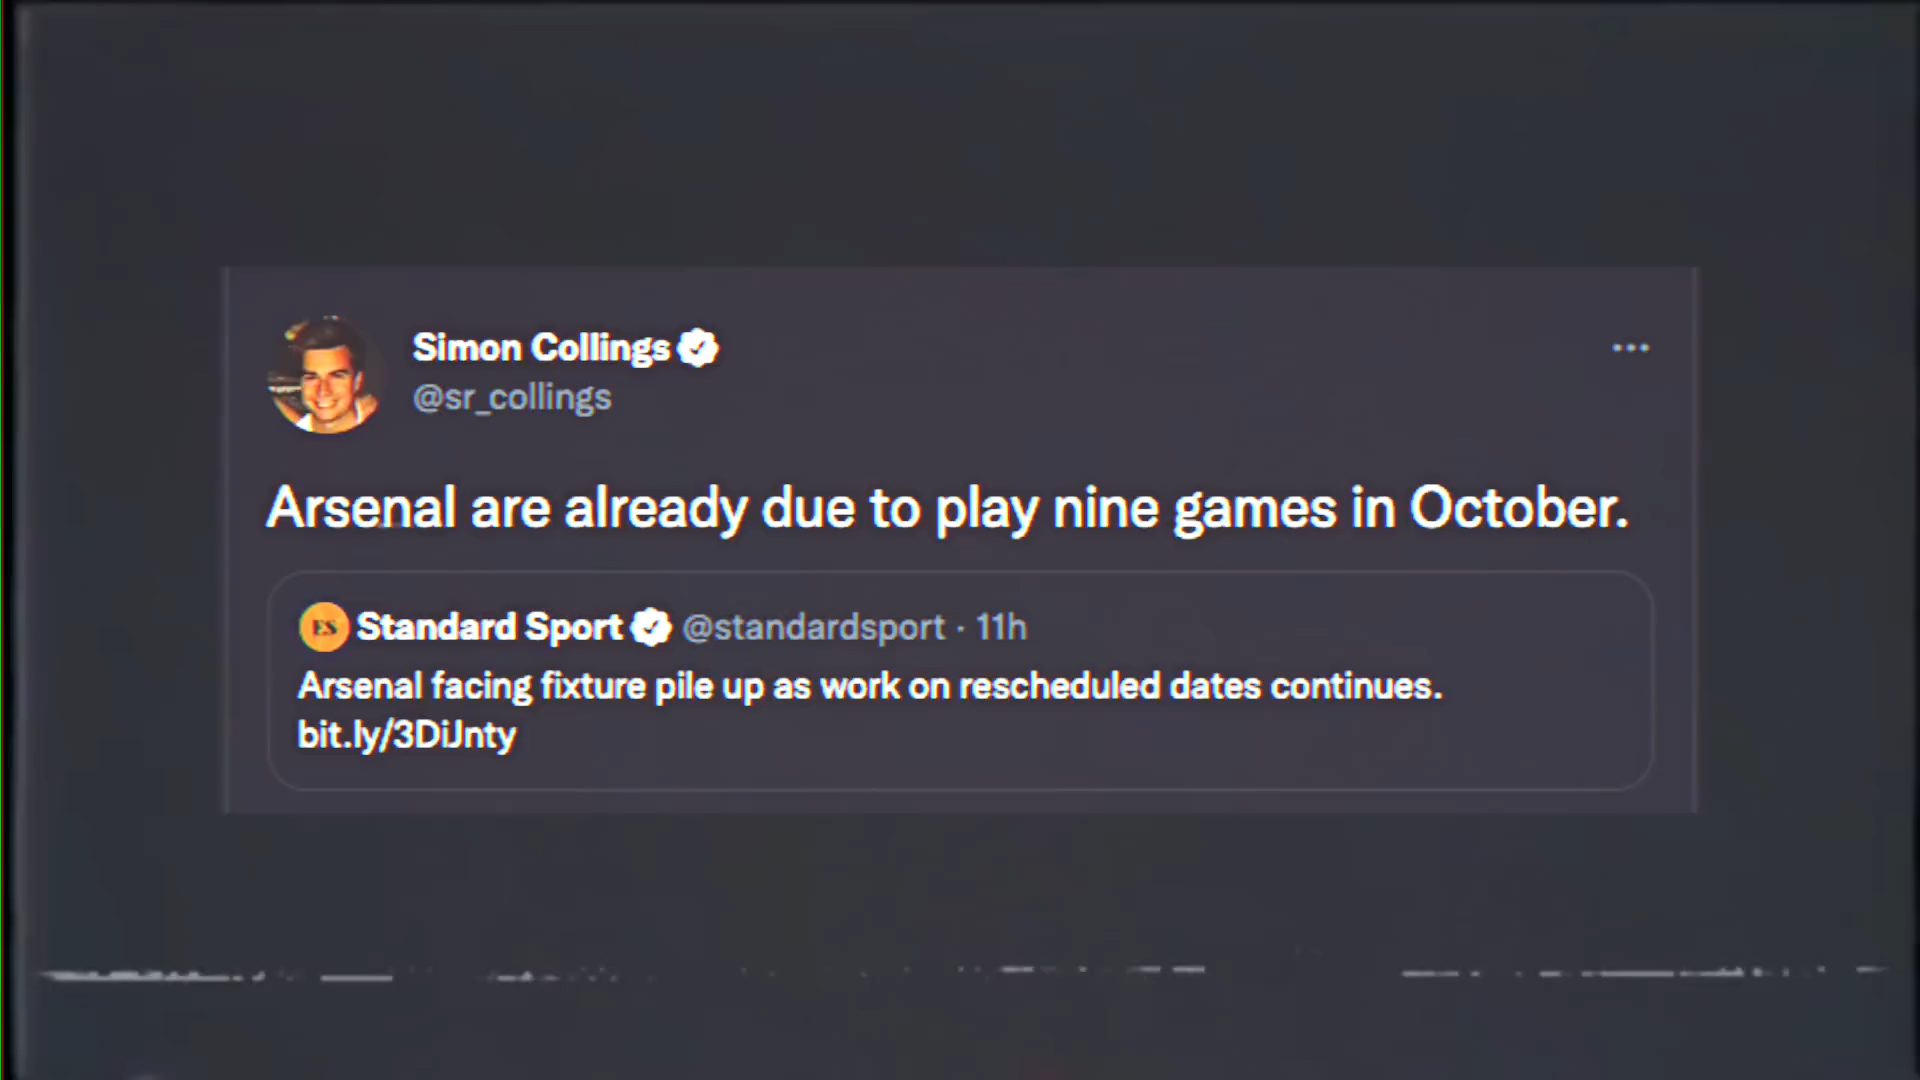 Simon Collings
@sr_collings
Arsenal are already due to play nine games in October.
ES Standard Sport @standardsport · 11h
Arsenal facing fixture pile up as work on rescheduled dates continues.
bit.ly/3DiJnty